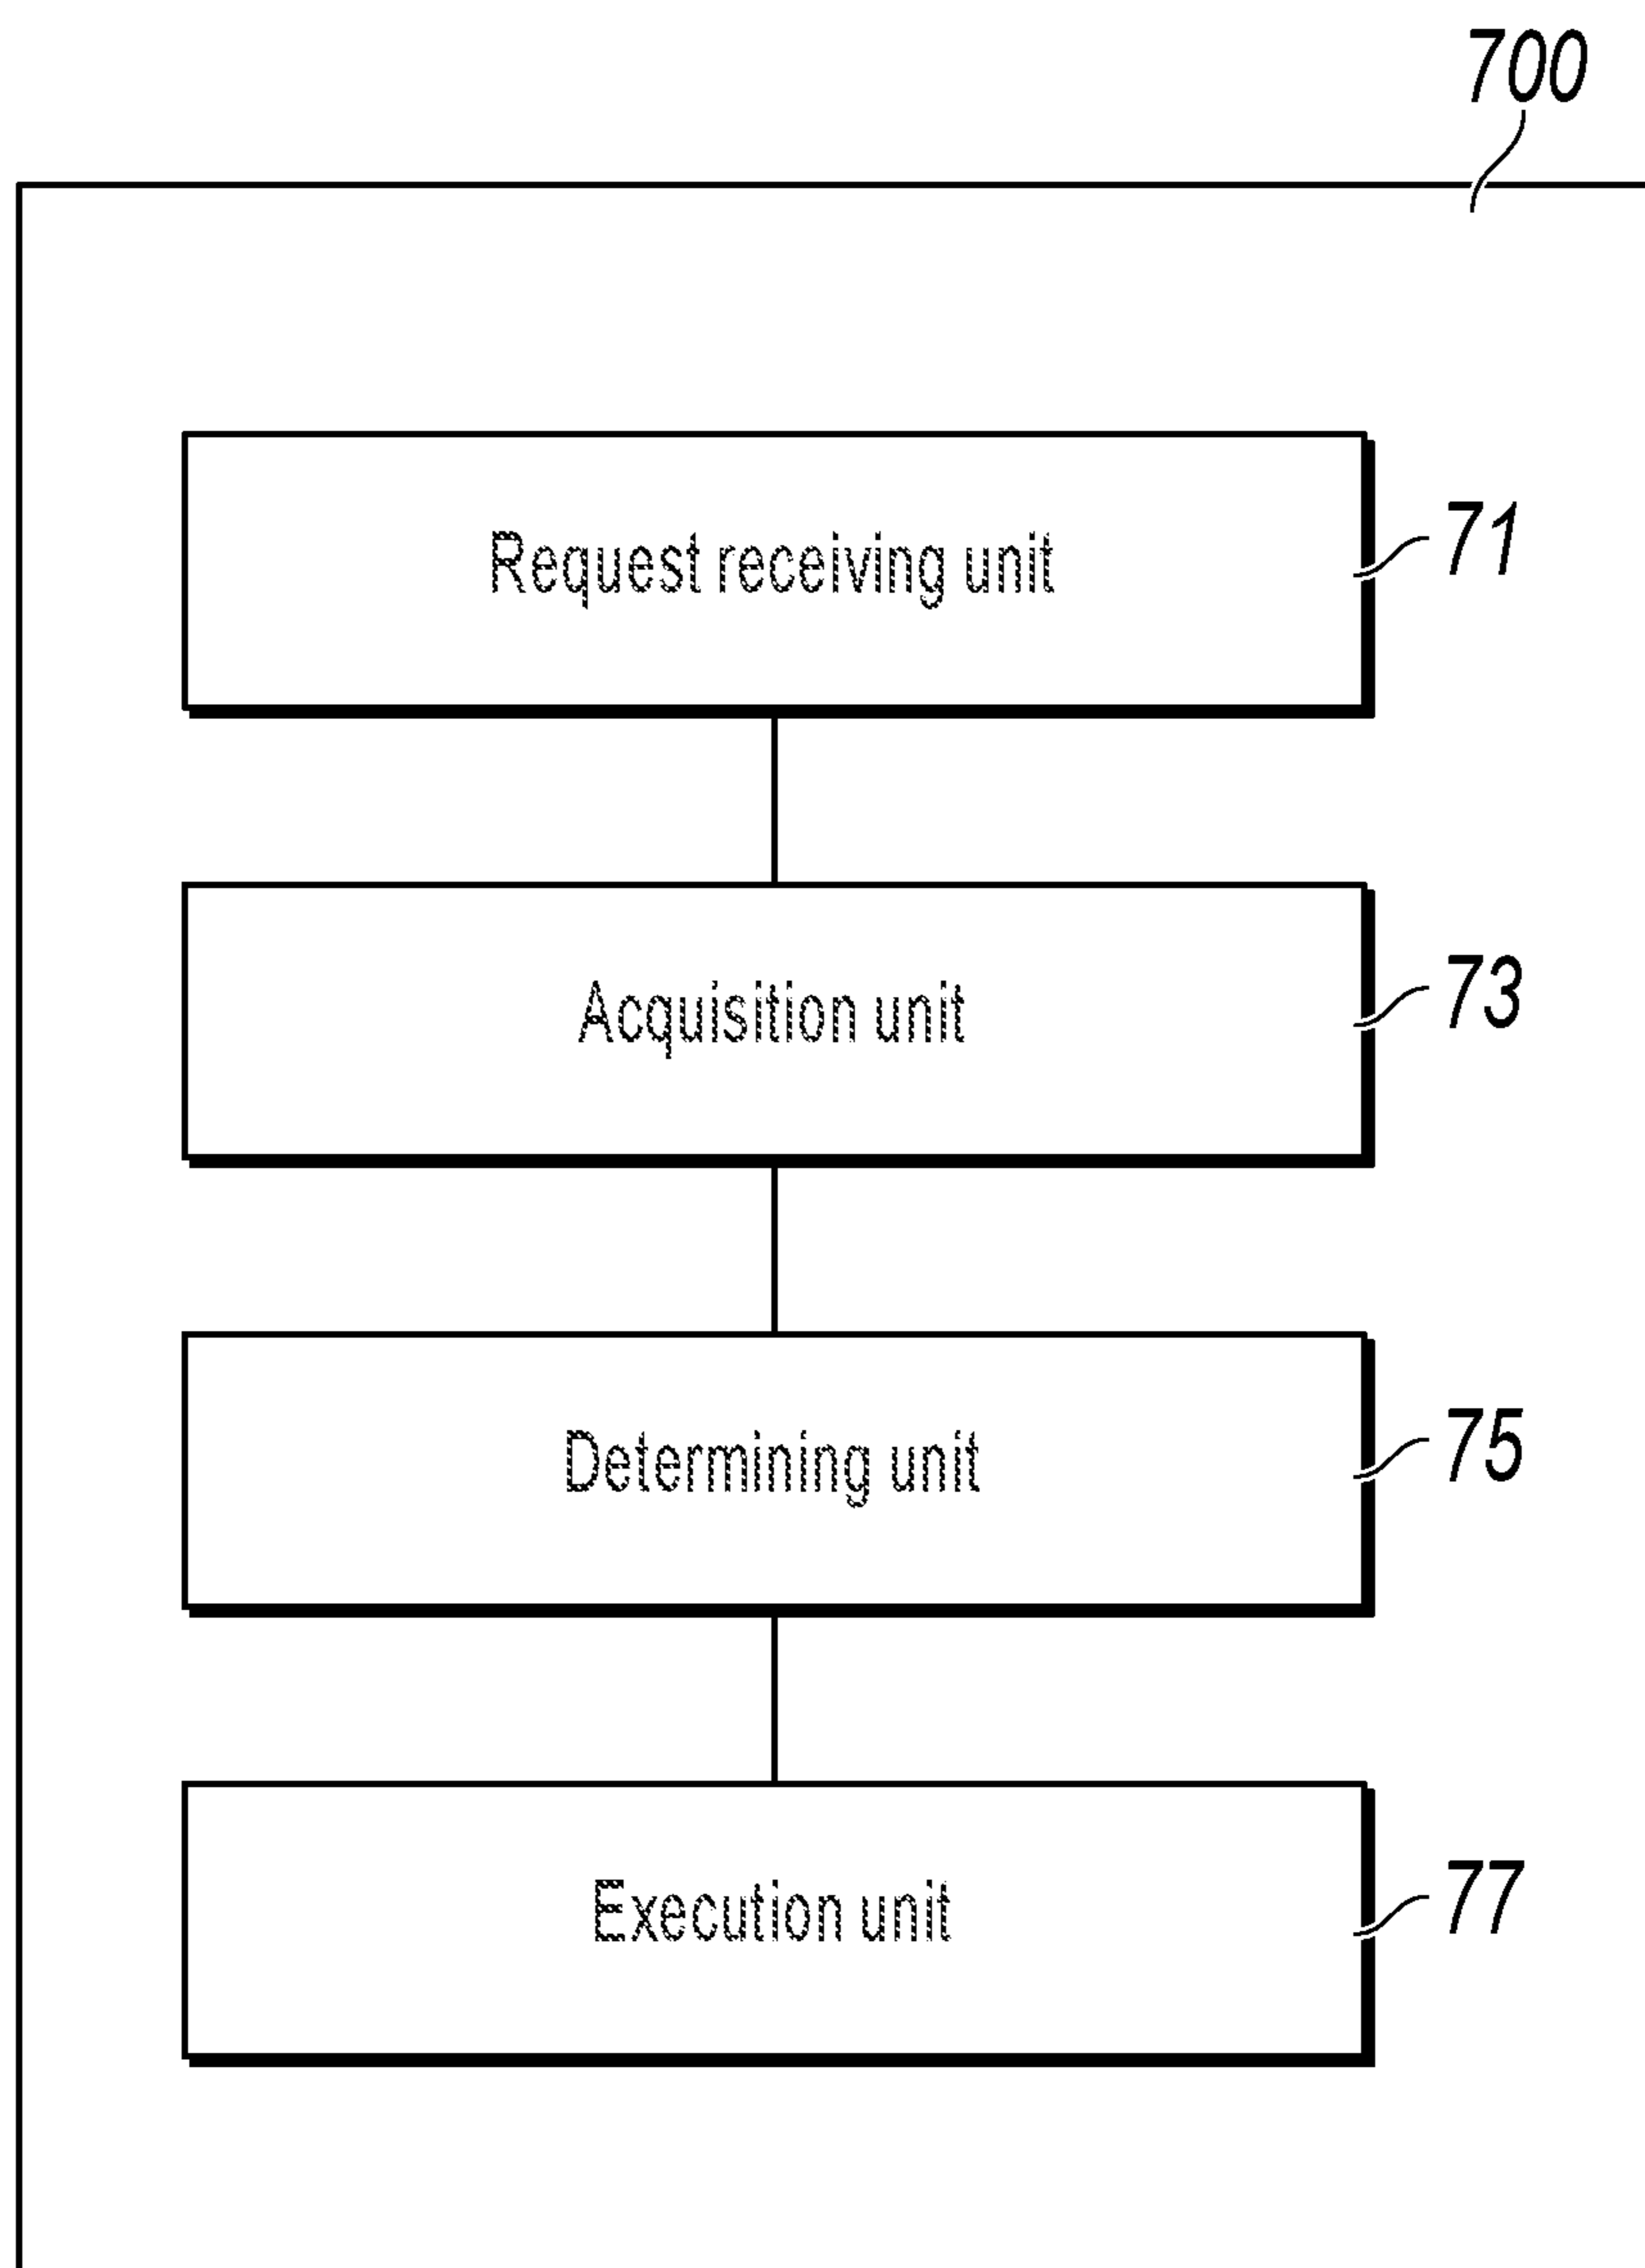 700
Request receiving unit
71
Acquisition unit
73
Determining unit
75
Execution unit
77